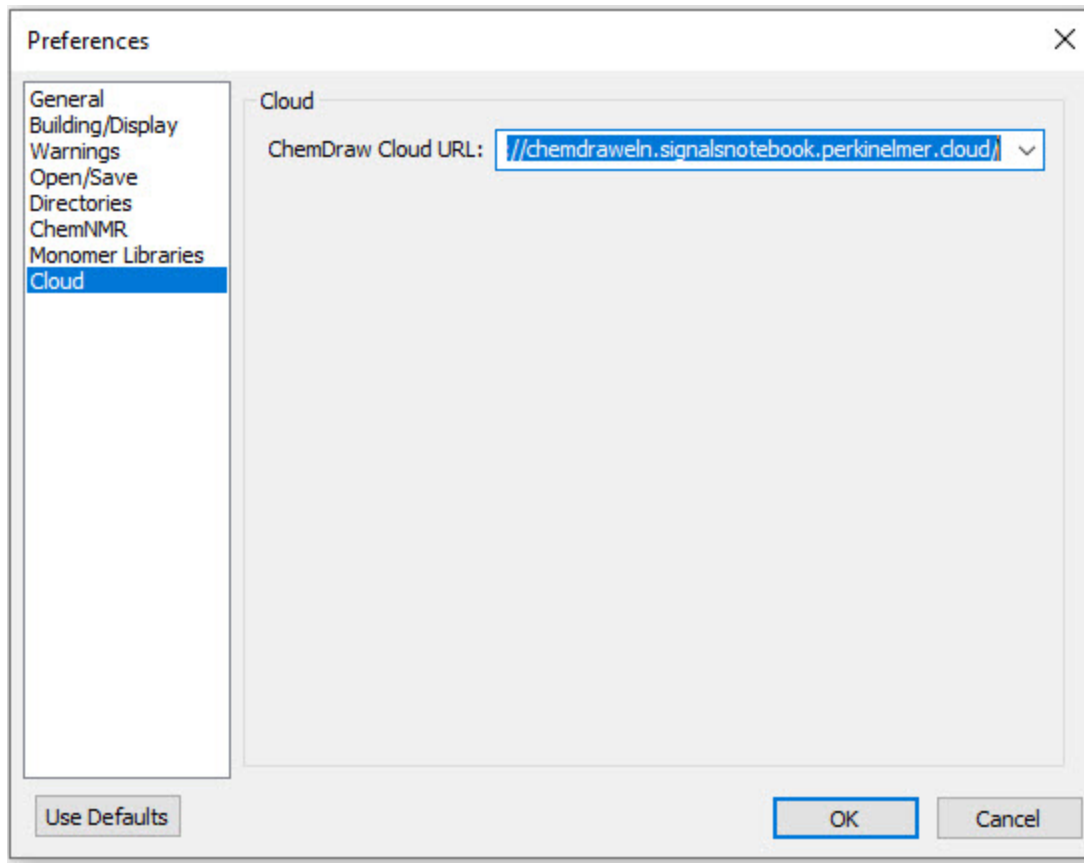 Preferences
General
Building/Display
Warnings
Open/Save
Directories
ChemNMR
Monomer Libraries
Cloud
Cloud
ChemDraw Cloud URL: ://chemdraweln.signalsnotebook.perkinelmer.cloud/
Use Defaults
OK
Cancel